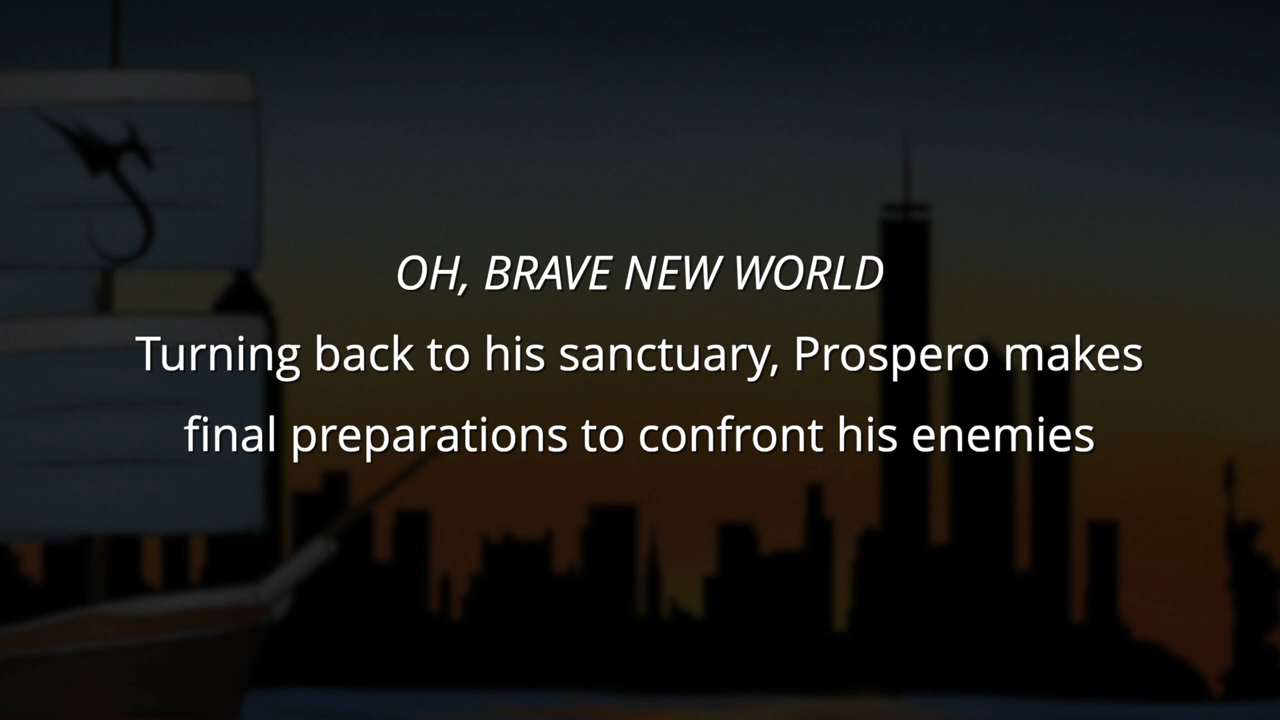 OH, BRAVE NEW WORLD
Turning back to his sanctuary, Prospero makes
final preparations to confront his enemies